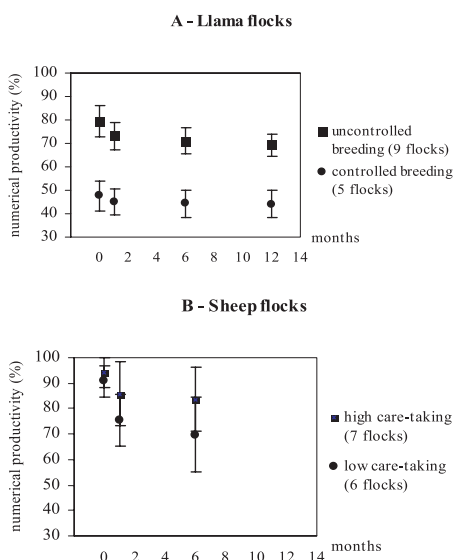 A - Llama flocks
numerical productivity (%)
100
90
80
70
60
50
40
30
0 2 4 6 8 10 12 14
months
uncontrolled
breeding (9 flocks)
controlled breeding
(5 flocks)
B - Sheep flocks
numerical productivity (%)
100
90
80
70
60
50
40
30
0 2 4 6 8 10 12 14
months
high care-taking
(7 flocks)
low care-taking
(6 flocks)